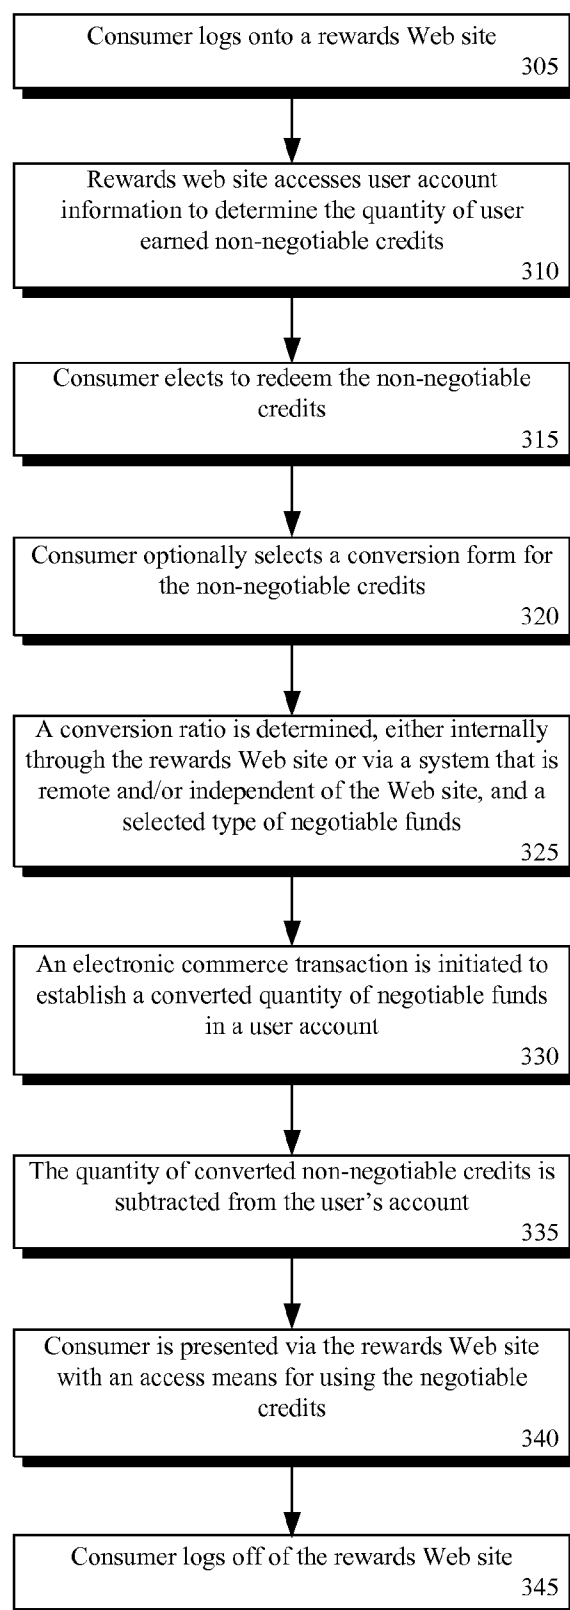 Consumer logs onto a rewards Web site
305
Rewards web site accesses user account
information to determine the quantity of user
earned non-negotiable credits
310
Consumer elects to redeem the non-negotiable
credits
315
Consumer optionally selects a conversion form for
the non-negotiable credits
320
A conversion ratio is determined, either internally
through the rewards Web site or via a system that is
remote and/or independent of the Web site, and a
selected type of negotiable funds
325
An electronic commerce transaction is initiated to
establish a converted quantity of negotiable funds
in a user account
330
The quantity of converted non-negotiable credits is
subtracted from the user's account
335
Consumer is presented via the rewards Web site
with an access means for using the negotiable
credits
340
Consumer logs off of the rewards Web site
345